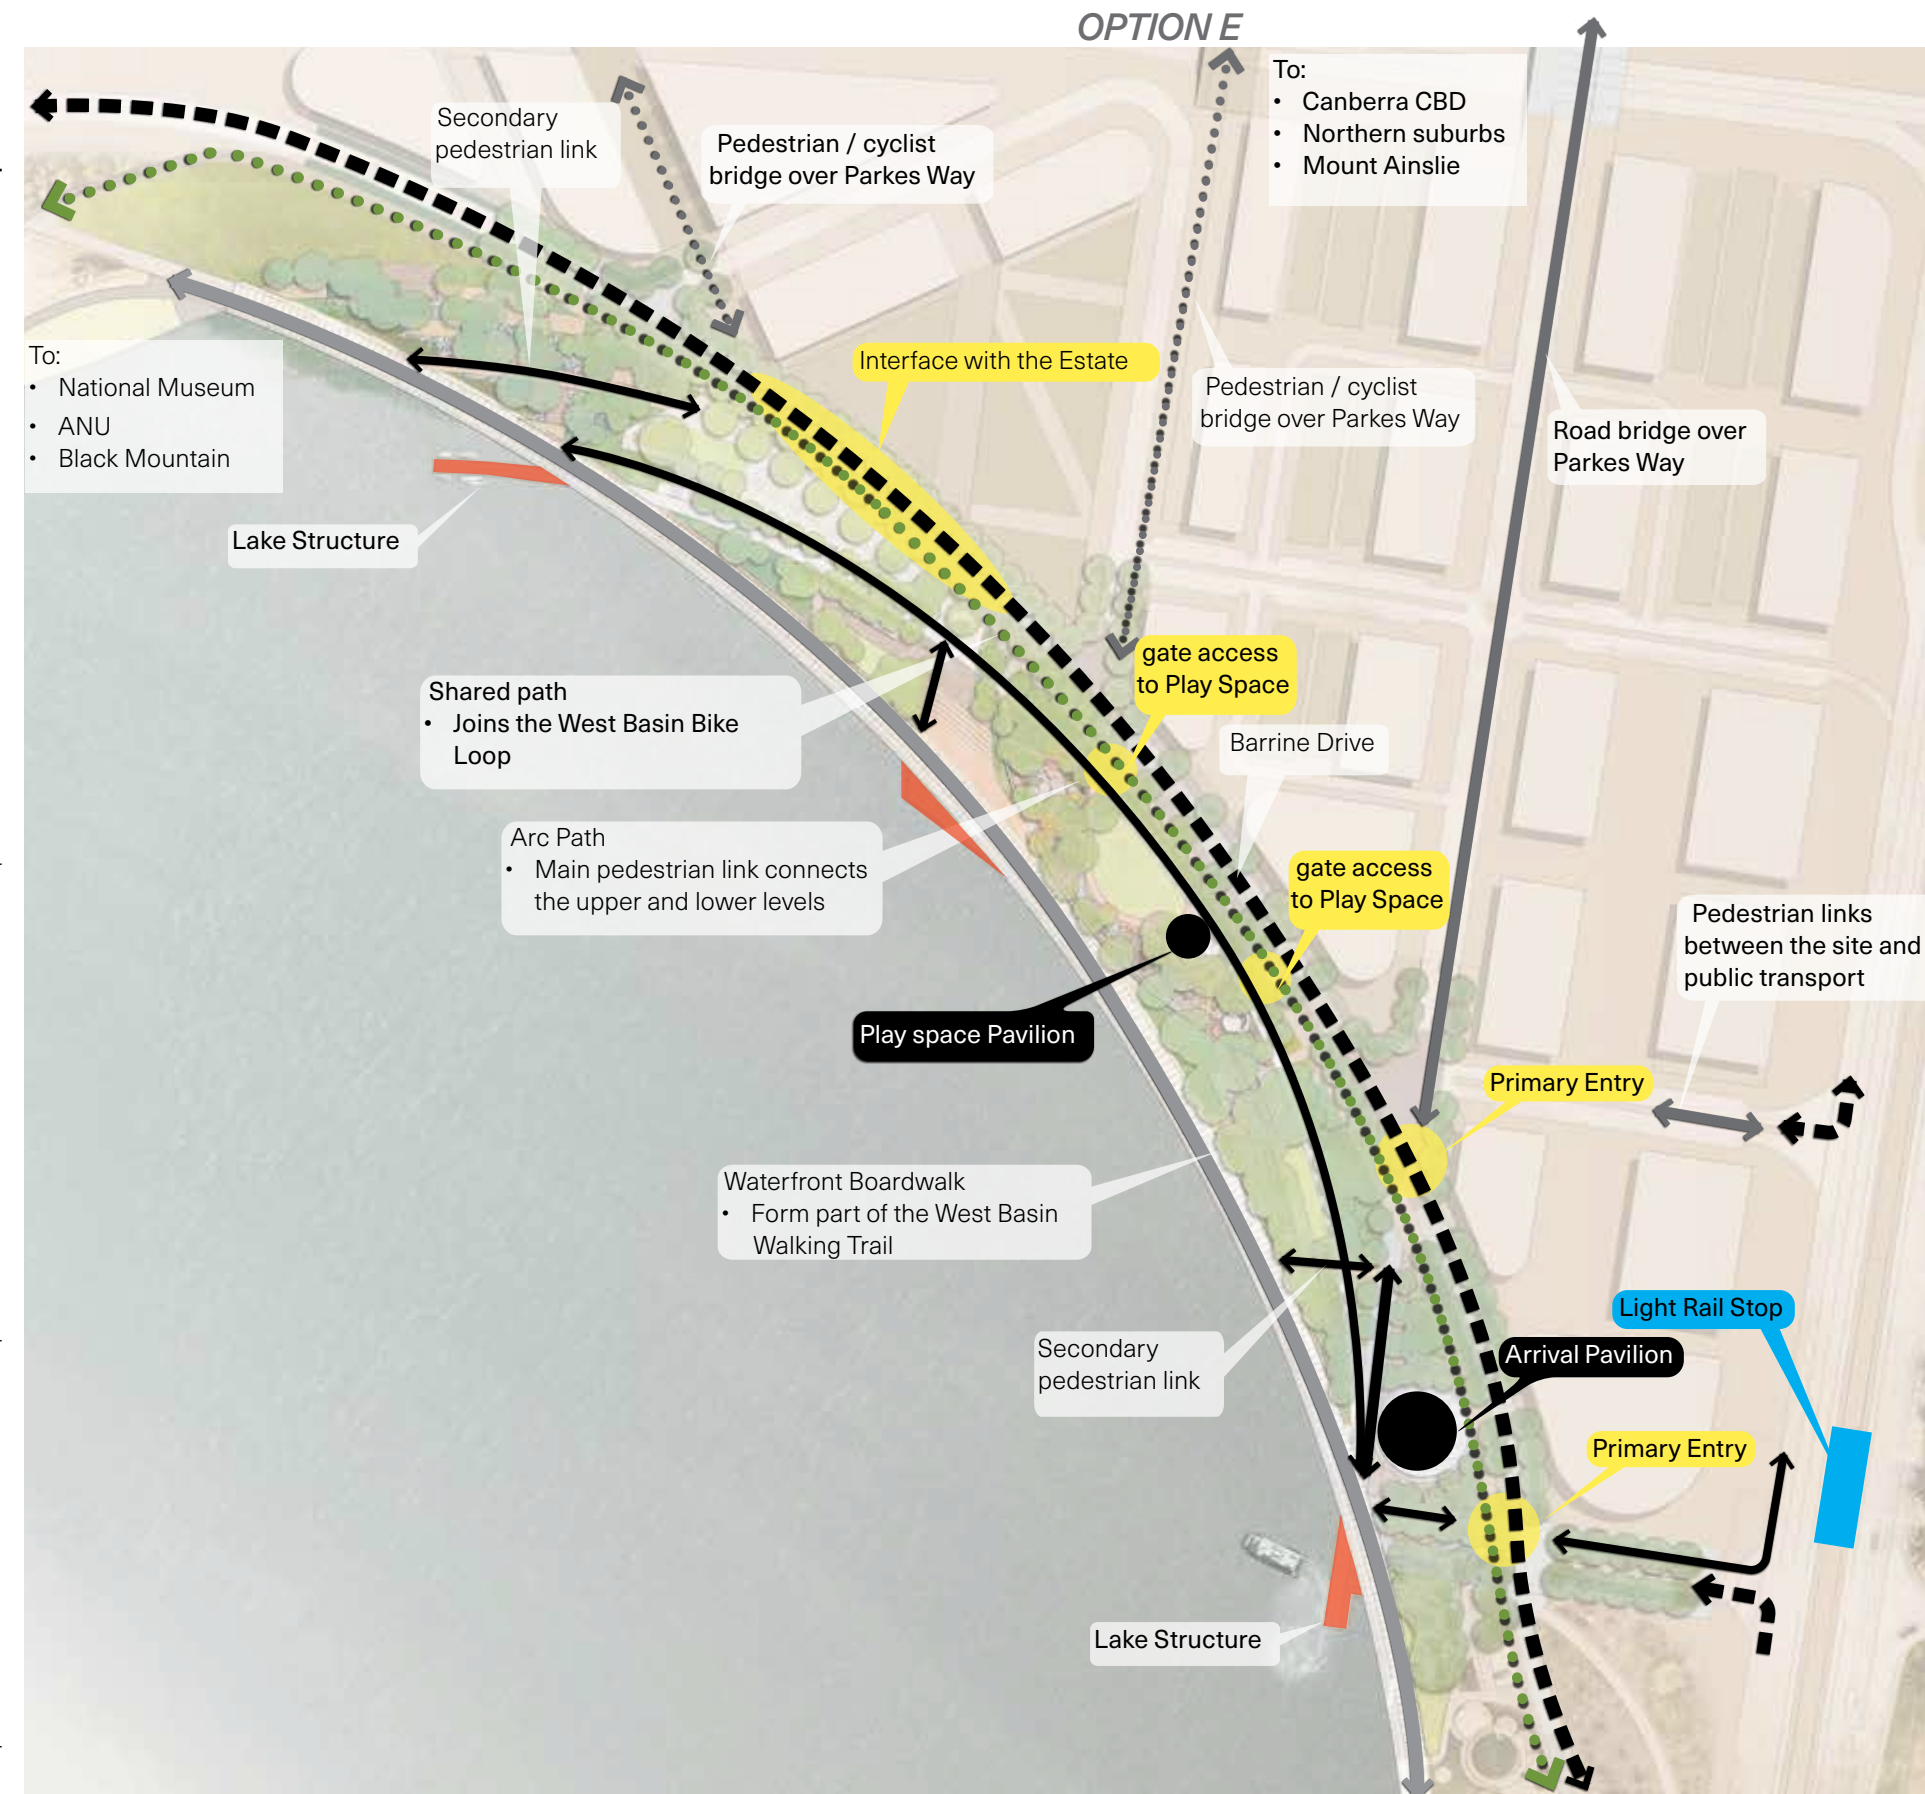 OPTION E
To:
• Canberra CBD
• Northern suburbs
• Mount Ainslie
Secondary
pedestrian link
Pedestrian / cyclist
bridge over Parkes Way
To:
• National Museum
• ANU
• Black Mountain
Interface with the Estate
Pedestrian / cyclist
bridge over Parkes Way
Road bridge over
Parkes Way
Lake Structure
gate access
to Play Space
Shared path
• Joins the West Basin Bike
Loop
Barrine Drive
Arc Path
• Main pedestrian link connects
the upper and lower levels
gate access
to Play Space
Pedestrian links
between the site and
public transport
Play space Pavilion
Primary Entry
Waterfront Boardwalk
• Form part of the West Basin
Walking Trail
Light Rail Stop
Secondary
pedestrian link
Arrival Pavilion
Primary Entry
Lake Structure